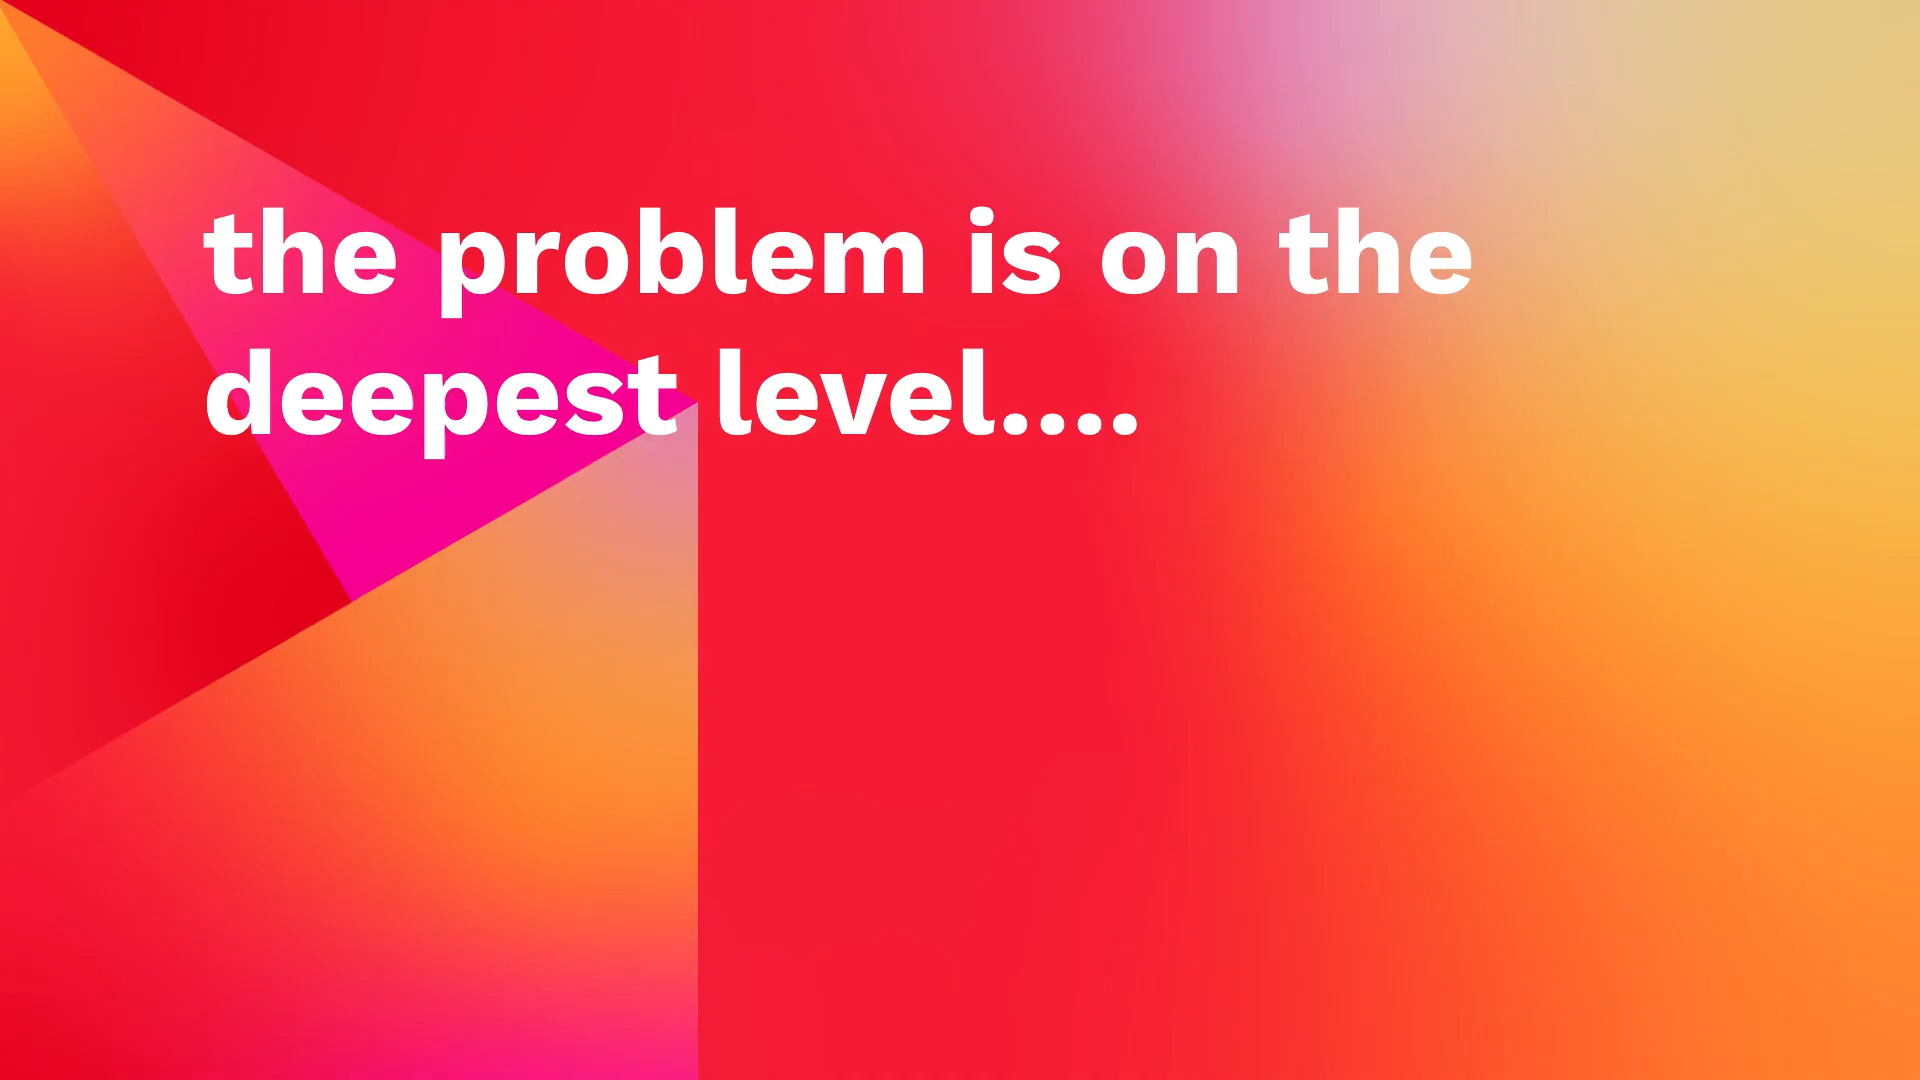 the problem is on the
deepest level....